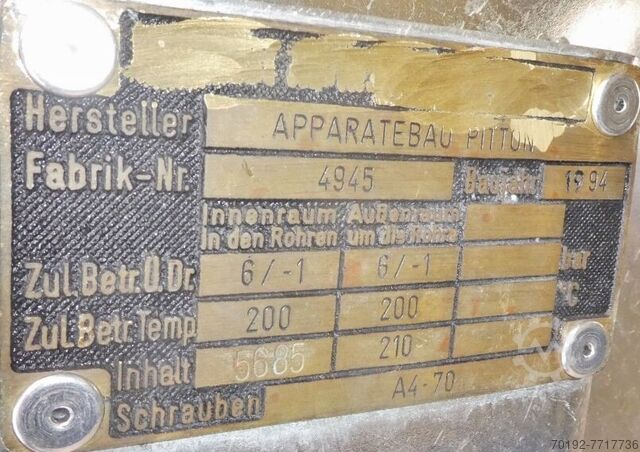 Hersteller APPARATEBAU PITTON
Fabrik-Nr. 4945 Baujahr 1994
Innenraum Außenraum
in den Rohren um die Rohre
Zul.Betr.Ü.Dr. 6/-1 6/-1 bar
Zul.Betr.Temp 200 200 °C
Inhalt 5685 210
Schrauben A4-70
70192-7717736